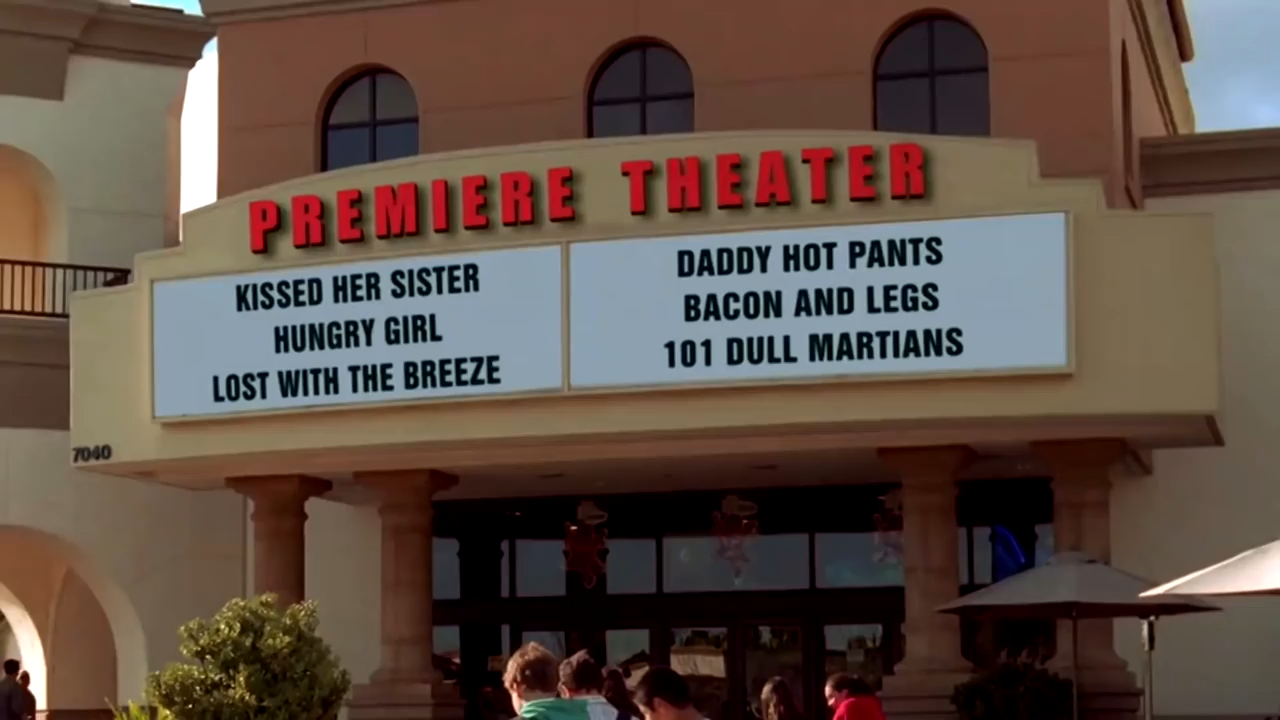 PREMIERE THEATER
KISSED HER SISTER
HUNGRY GIRL
LOST WITH THE BREEZE
DADDY HOT PANTS
BACON AND LEGS
101 DULL MARTIANS
7040